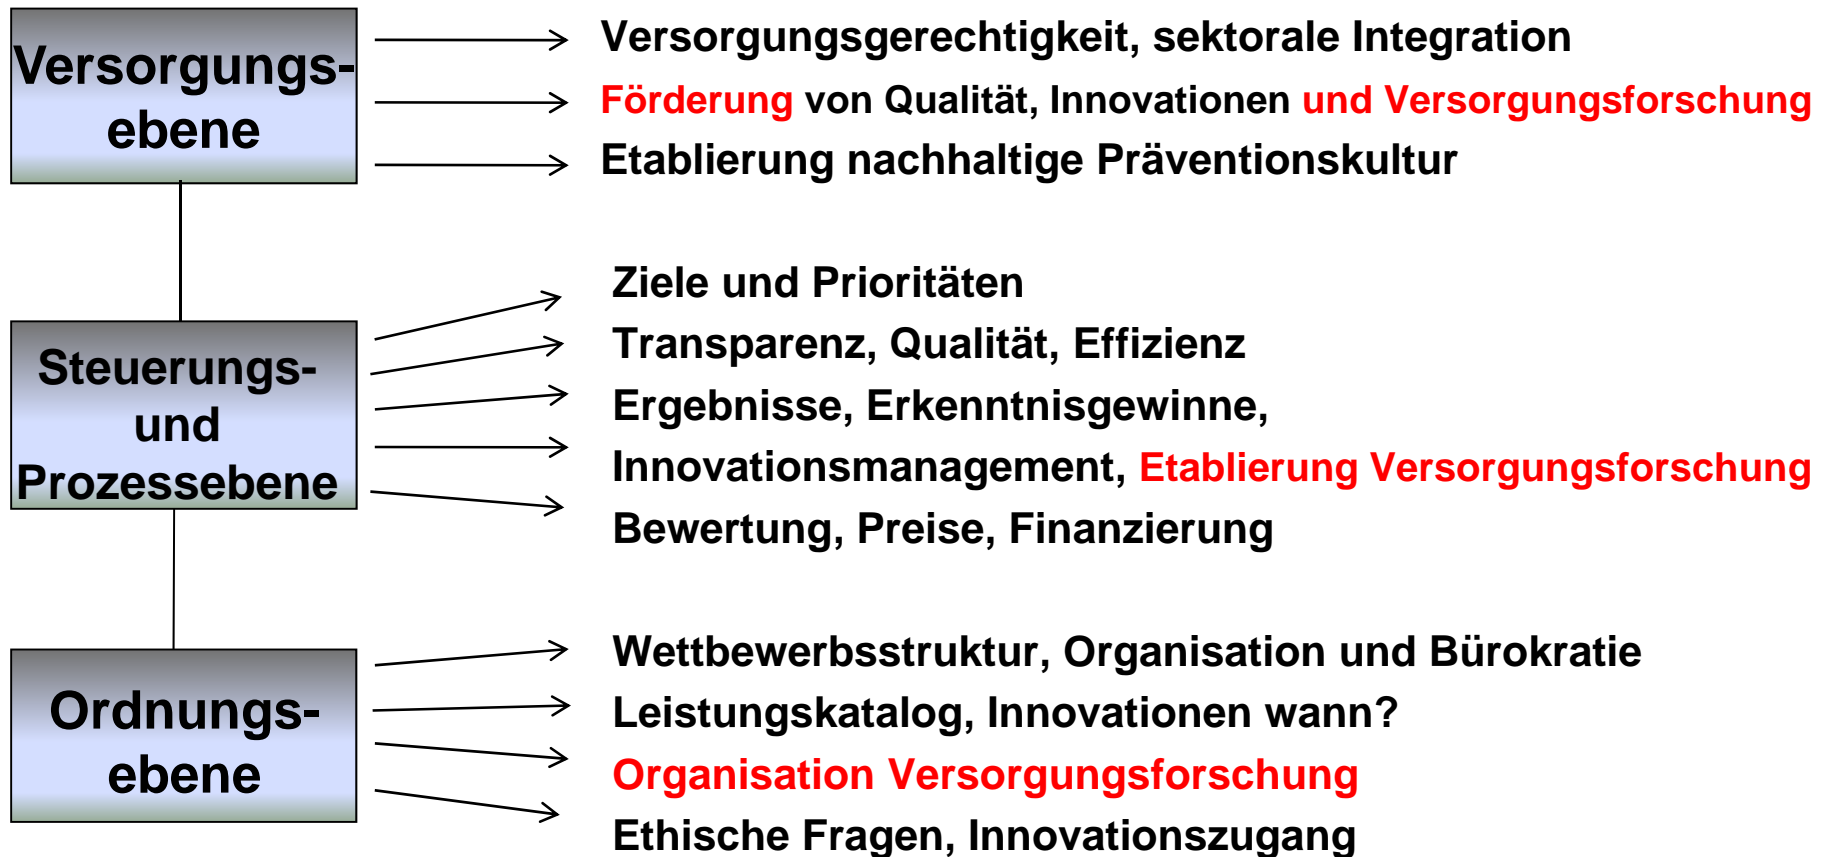 Versorgungs-
ebene
Versorgungsgerechtigkeit, sektorale Integration
Förderung von Qualität, Innovationen und Versorgungsforschung
Etablierung nachhaltige Präventionskultur
Steuerungs-
und
Prozessebene
Ziele und Prioritäten
Transparenz, Qualität, Effizienz
Ergebnisse, Erkenntnisgewinne,
Innovationsmanagement, Etablierung Versorgungsforschung
Bewertung, Preise, Finanzierung
Ordnungs-
ebene
Wettbewerbsstruktur, Organisation und Bürokratie
Leistungskatalog, Innovationen wann?
Organisation Versorgungsforschung
Ethische Fragen, Innovationszugang